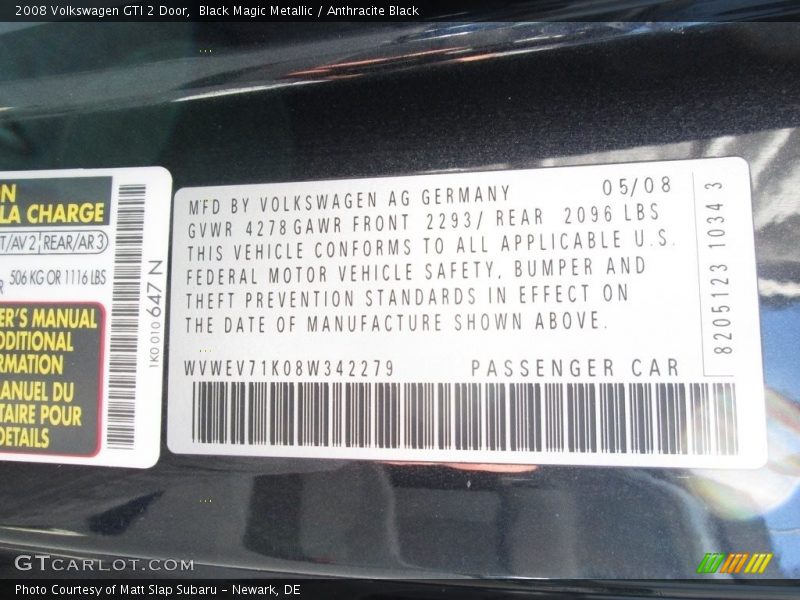 2008 Volkswagen GTI 2 Door,  Black Magic Metallic / Anthracite Black
N
LA CHARGE
T/AV 2 REAR/AR 3
R 506 KG OR 1116 LBS
ER'S MANUAL
DDITIONAL
RMATION
ANUEL DU
TAIRE POUR
DETAILS
1K0 010 647 N
MFD BY VOLKSWAGEN AG GERMANY 05/08
GVWR 4278 GAWR FRONT 2293/ REAR 2096 LBS
THIS VEHICLE CONFORMS TO ALL APPLICABLE U.S.
FEDERAL MOTOR VEHICLE SAFETY, BUMPER AND
THEFT PREVENTION STANDARDS IN EFFECT ON
THE DATE OF MANUFACTURE SHOWN ABOVE.
WVWEV71K08W342279 PASSENGER CAR
8205123 10343
GTCARLOT.COM
Photo Courtesy of Matt Slap Subaru - Newark, DE